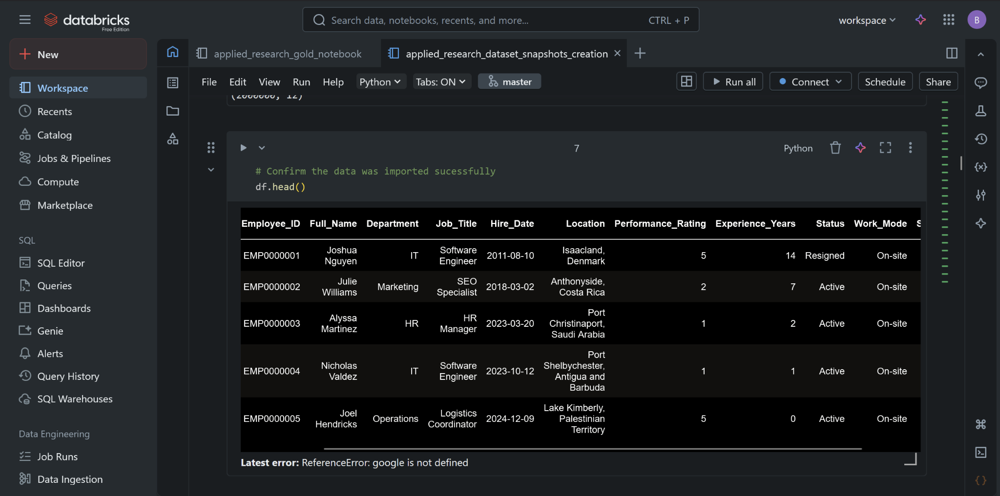 databricks
Free Edition
Search data, notebooks, recents, and more...
CTRL + P
workspace
B
New
applied_research_gold_notebook
applied_research_dataset_snapshots_creation
File Edit View Run Help Python Tabs: ON master Run all Connect Schedule Share
Workspace
Recents
Catalog
Jobs & Pipelines
Compute
Marketplace
SQL
SQL Editor
Queries
Dashboards
Genie
Alerts
Query History
SQL Warehouses
Data Engineering
Job Runs
Data Ingestion
(2000000, 12)
7
Python
# Confirm the data was imported sucessfully
df.head()
Employee_ID Full_Name Department Job_Title Hire_Date Location Performance_Rating Experience_Years Status Work_Mode S
EMP0000001 Joshua Nguyen IT Software Engineer 2011-08-10 Isaacland, Denmark 5 14 Resigned On-site
EMP0000002 Julie Williams Marketing SEO Specialist 2018-03-02 Anthonyside, Costa Rica 2 7 Active On-site
EMP0000003 Alyssa Martinez HR HR Manager 2023-03-20 Port Christinaport, Saudi Arabia 1 2 Active On-site
EMP0000004 Nicholas Valdez IT Software Engineer 2023-10-12 Port Shelbychester, Antigua and Barbuda 1 1 Active On-site
EMP0000005 Joel Hendricks Operations Logistics Coordinator 2024-12-09 Lake Kimberly, Palestinian Territory 5 0 Active On-site
Latest error: ReferenceError: google is not defined